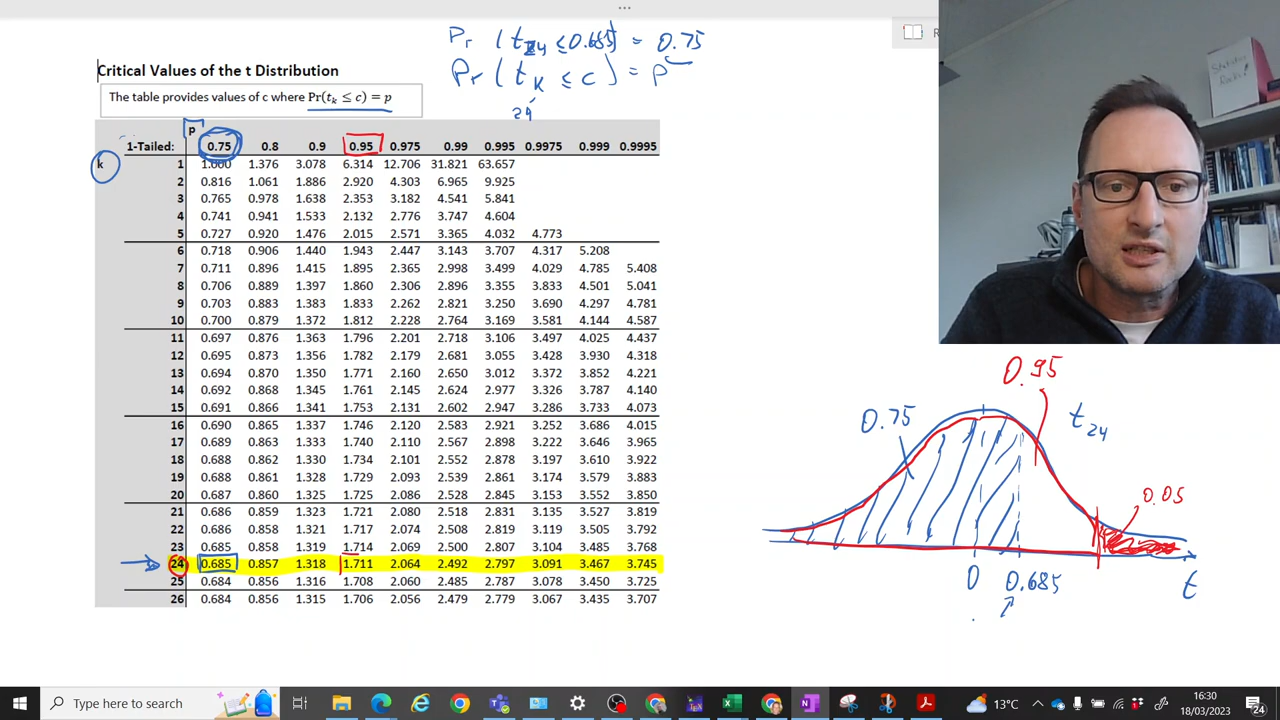 Pr (t24 ≤ 0.685) = 0.75
Pr (tK ≤ c) = p
24
Critical Values of the t Distribution
The table provides values of c where Pr(tk ≤ c) = p
p
1-Tailed: 0.75 0.8 0.9 0.95 0.975 0.99 0.995 0.9975 0.999 0.9995
k 1 1.000 1.376 3.078 6.314 12.706 31.821 63.657
2 0.816 1.061 1.886 2.920 4.303 6.965 9.925
3 0.765 0.978 1.638 2.353 3.182 4.541 5.841
4 0.741 0.941 1.533 2.132 2.776 3.747 4.604
5 0.727 0.920 1.476 2.015 2.571 3.365 4.032 4.773
6 0.718 0.906 1.440 1.943 2.447 3.143 3.707 4.317 5.208
7 0.711 0.896 1.415 1.895 2.365 2.998 3.499 4.029 4.785 5.408
8 0.706 0.889 1.397 1.860 2.306 2.896 3.355 3.833 4.501 5.041
9 0.703 0.883 1.383 1.833 2.262 2.821 3.250 3.690 4.297 4.781
10 0.700 0.879 1.372 1.812 2.228 2.764 3.169 3.581 4.144 4.587
11 0.697 0.876 1.363 1.796 2.201 2.718 3.106 3.497 4.025 4.437
12 0.695 0.873 1.356 1.782 2.179 2.681 3.055 3.428 3.930 4.318
13 0.694 0.870 1.350 1.771 2.160 2.650 3.012 3.372 3.852 4.221
14 0.692 0.868 1.345 1.761 2.145 2.624 2.977 3.326 3.787 4.140
15 0.691 0.866 1.341 1.753 2.131 2.602 2.947 3.286 3.733 4.073
16 0.690 0.865 1.337 1.746 2.120 2.583 2.921 3.252 3.686 4.015
17 0.689 0.863 1.333 1.740 2.110 2.567 2.898 3.222 3.646 3.965
18 0.688 0.862 1.330 1.734 2.101 2.552 2.878 3.197 3.610 3.922
19 0.688 0.861 1.328 1.729 2.093 2.539 2.861 3.174 3.579 3.883
20 0.687 0.860 1.325 1.725 2.086 2.528 2.845 3.153 3.552 3.850
21 0.686 0.859 1.323 1.721 2.080 2.518 2.831 3.135 3.527 3.819
22 0.686 0.858 1.321 1.717 2.074 2.508 2.819 3.119 3.505 3.792
23 0.685 0.858 1.319 1.714 2.069 2.500 2.807 3.104 3.485 3.768
24 0.685 0.857 1.318 1.711 2.064 2.492 2.797 3.091 3.467 3.745
25 0.684 0.856 1.316 1.708 2.060 2.485 2.787 3.078 3.450 3.725
26 0.684 0.856 1.315 1.706 2.056 2.479 2.779 3.067 3.435 3.707
0.95
0.75
t24
0.05
0
0.685
t
Type here to search
13°C
16:30
18/03/2023
24